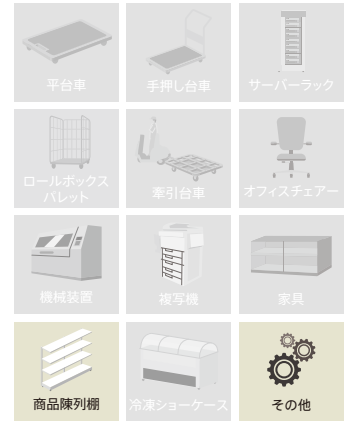 平台車
手押し台車
サーバーラック
ロールボックス
パレット
牽引台車
オフィスチェアー
機械装置
複写機
家具
商品陳列棚
冷凍ショーケース
その他